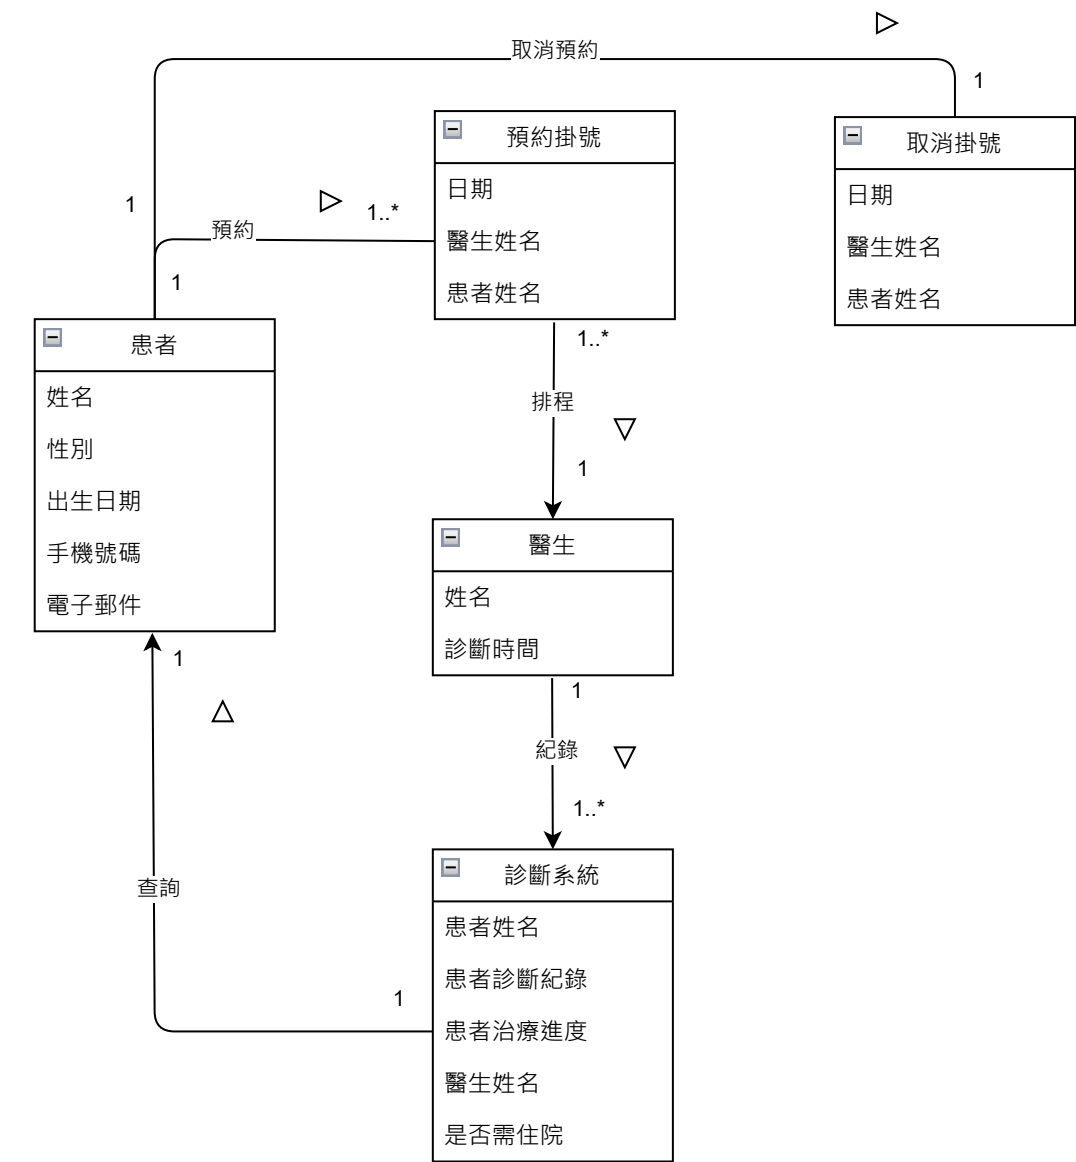 取消預約
1
預約掛號
日期
醫生姓名
患者姓名
取消掛號
日期
醫生姓名
患者姓名
1
預約
1..*
1
患者
姓名
性別
出生日期
手機號碼
電子郵件
1..*
排程
1
醫生
姓名
診斷時間
1
1
紀錄
1..*
診斷系統
患者姓名
患者診斷紀錄
患者治療進度
醫生姓名
是否需住院
查詢
1